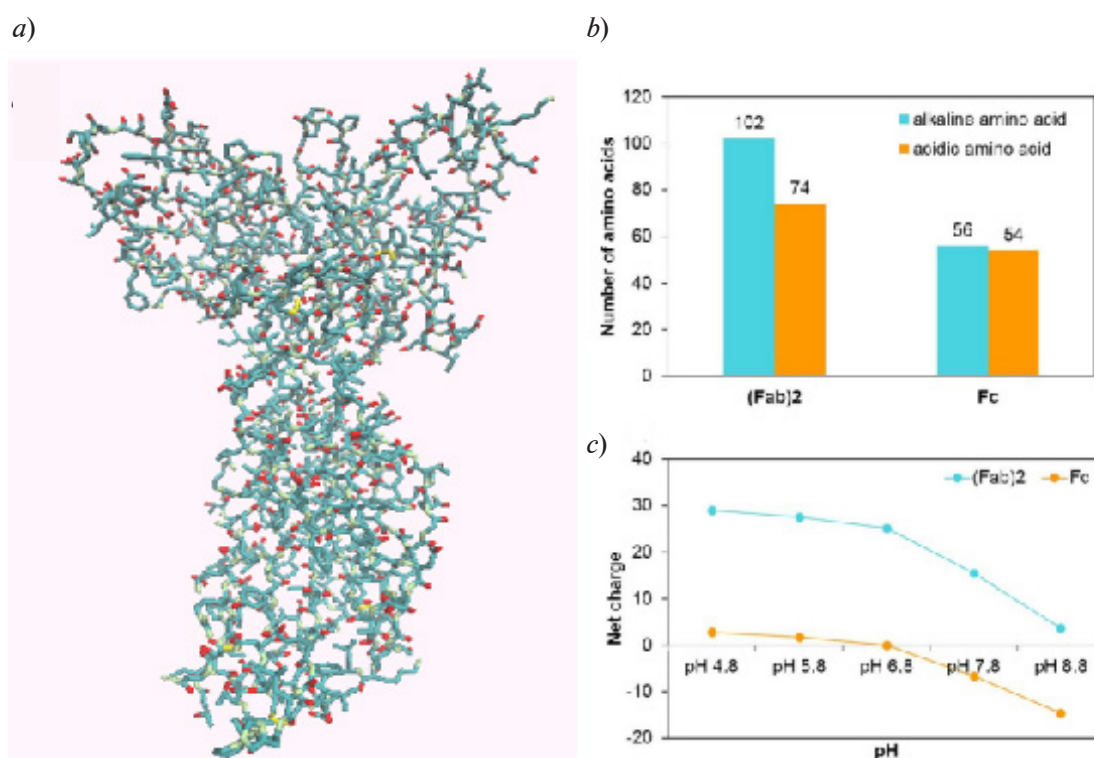 a)
b)
120
100
80
60
40
20
0
Number of amino acids
alkaline amino acid
acidic amino acid
102
74
56
54
(Fab)2
Fc
c)
(Fab)2
Fc
30
20
10
0
-10
-20
Net charge
pH 4.8
pH 5.8
pH 6.8
pH 7.8
pH 8.8
pH